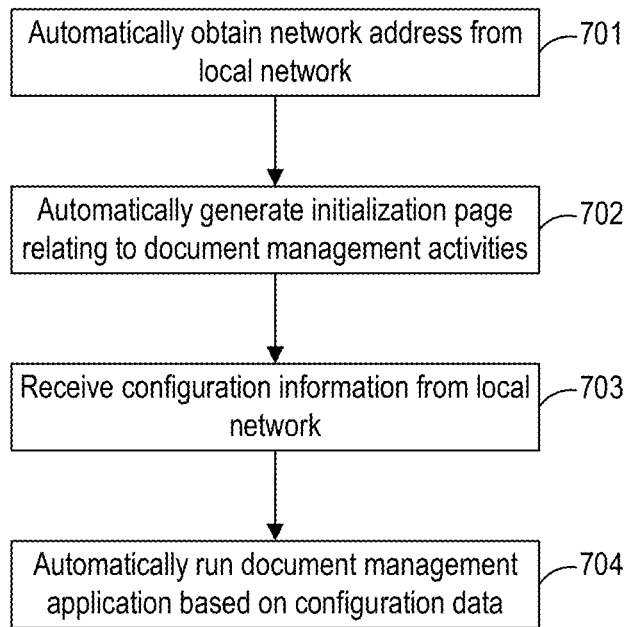 Automatically obtain network address from
local network
701
Automatically generate initialization page
relating to document management activities
702
Receive configuration information from local
network
703
Automatically run document management
application based on configuration data
704